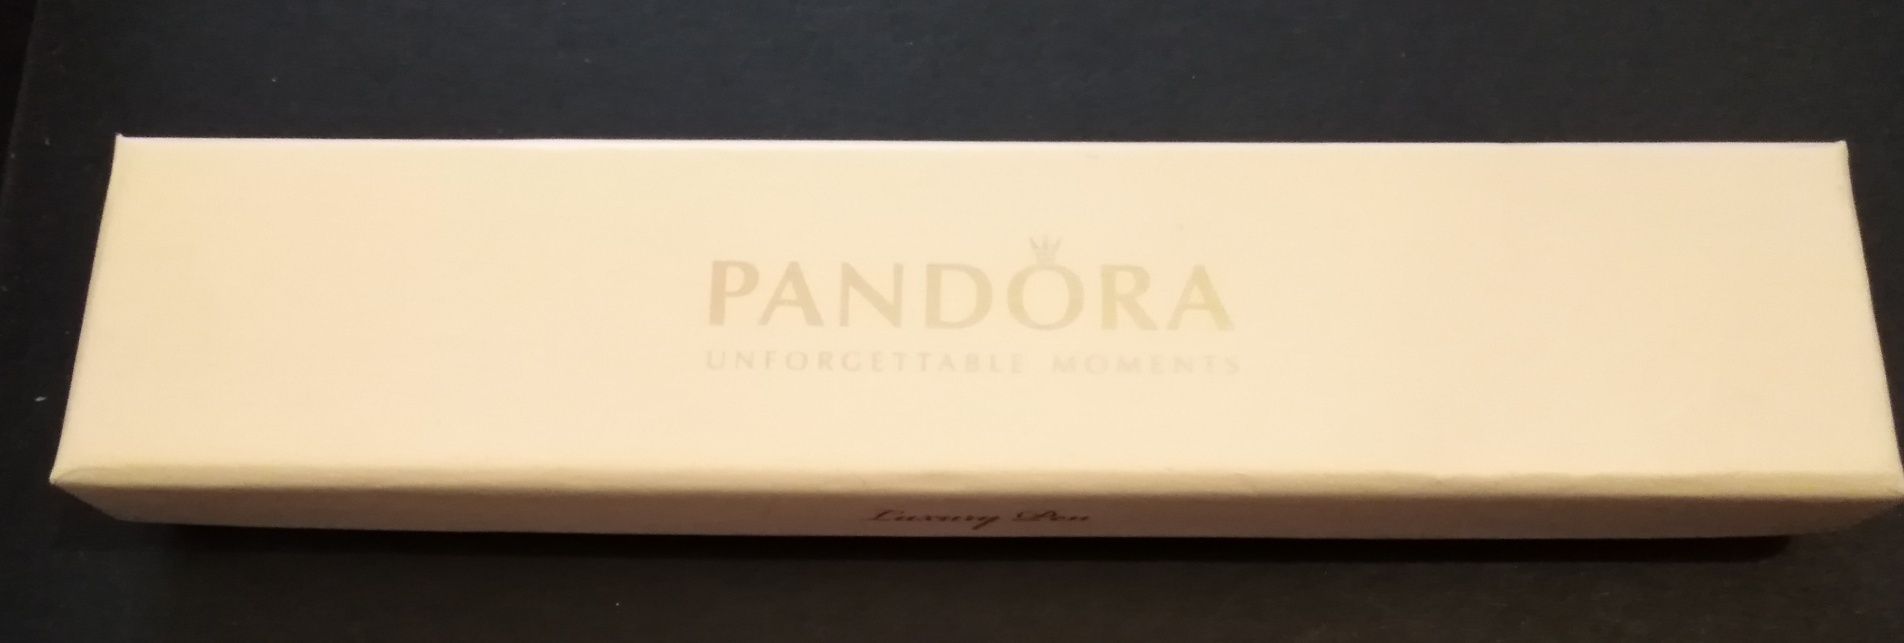 PANDORA
UNFORGETTABLE MOMENTS
Luxury Pen